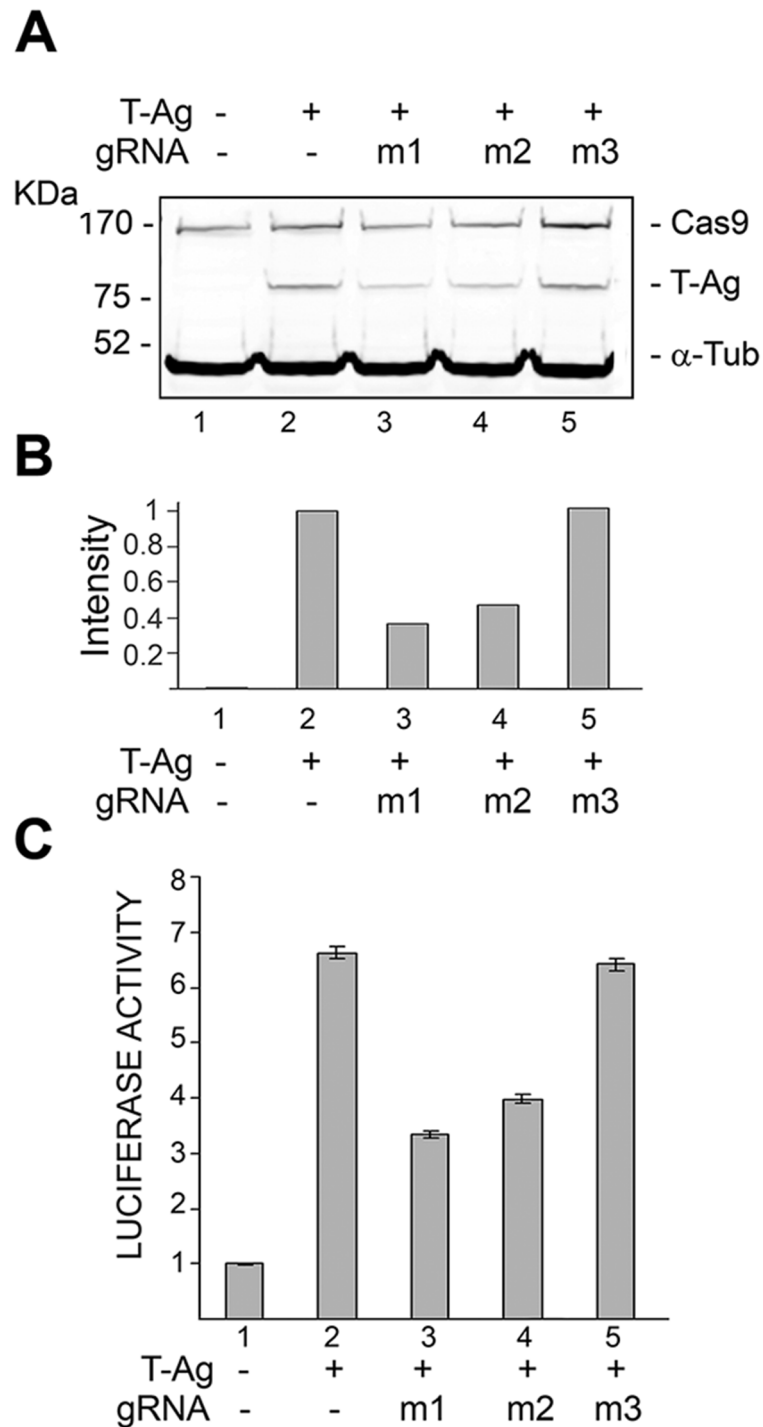 A
T-Ag - + + + +
gRNA - - m1 m2 m3
KDa
170 - - Cas9
- T-Ag
75 -
52 -
- α-Tub
1 2 3 4 5
B
Intensity
1
0.8
0.6
0.4
0.2
1 2 3 4 5
T-Ag - + + + +
gRNA - - m1 m2 m3
C
LUCIFERASE ACTIVITY
8
7
6
5
4
3
2
1
1 2 3 4 5
T-Ag - + + + +
gRNA - - m1 m2 m3